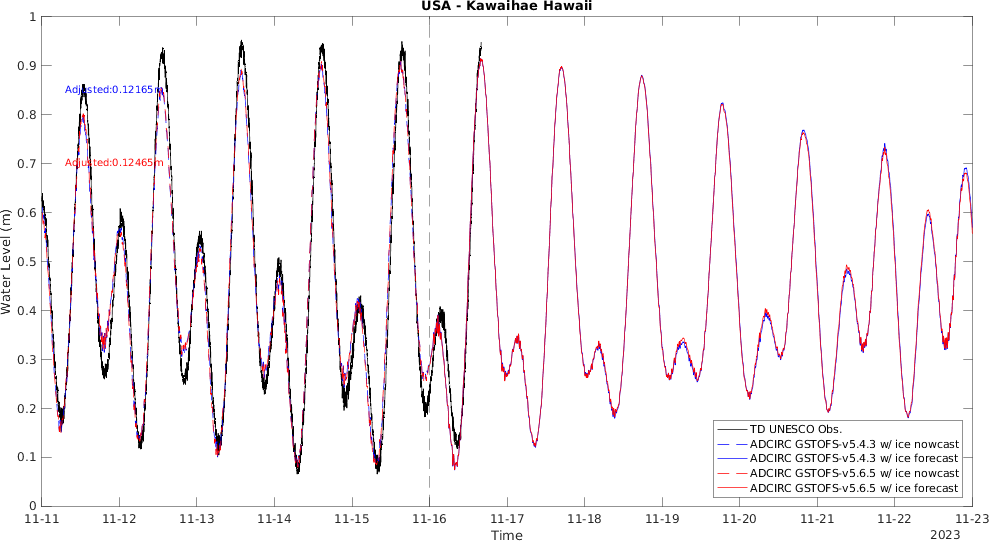 USA - Kawaihae Hawaii
1
0.9
0.8
0.7
0.6
0.5
0.4
0.3
0.2
0.1
0
Water Level (m)
Adjusted:0.12165m
Adjusted:0.12465m
TD UNESCO Obs.
ADCIRC GSTOFS-v5.4.3 w/ ice nowcast
ADCIRC GSTOFS-v5.4.3 w/ ice forecast
ADCIRC GSTOFS-v5.6.5 w/ ice nowcast
ADCIRC GSTOFS-v5.6.5 w/ ice forecast
11-11 11-12 11-13 11-14 11-15 11-16 11-17 11-18 11-19 11-20 11-21 11-22 11-23
Time
2023